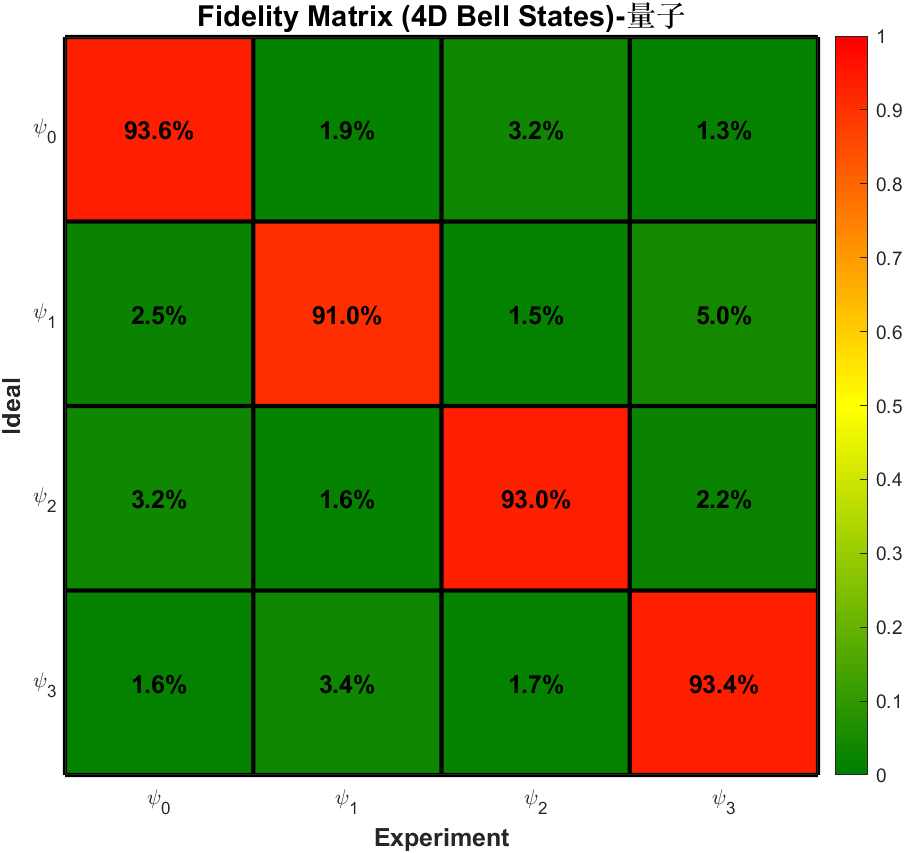 Fidelity Matrix (4D Bell States)-量子
ψ0 93.6% 1.9% 3.2% 1.3%
ψ1 2.5% 91.0% 1.5% 5.0%
ψ2 3.2% 1.6% 93.0% 2.2%
ψ3 1.6% 3.4% 1.7% 93.4%
ψ0 ψ1 ψ2 ψ3
Experiment
Ideal
1
0.9
0.8
0.7
0.6
0.5
0.4
0.3
0.2
0.1
0